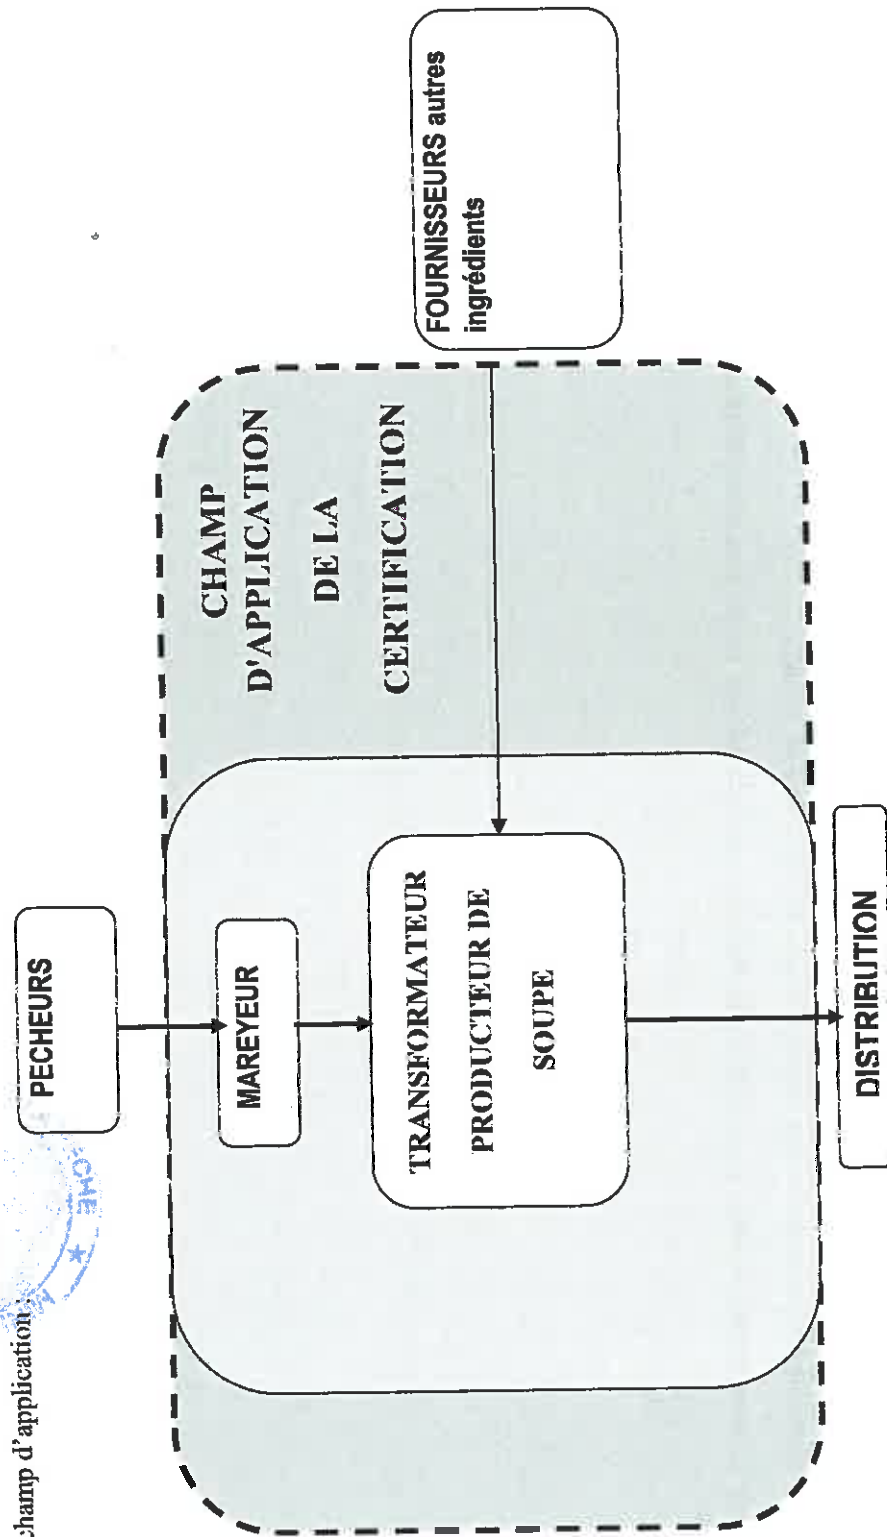 champ d'application :
PECHEURS
MAREYEUR
TRANSFORMATEUR
PRODUCTEUR DE
SOUPE
DISTRIBUTION
CHAMP
D'APPLICATION
DE LA
CERTIFICATION
FOURNISSEURS autres
ingrédients